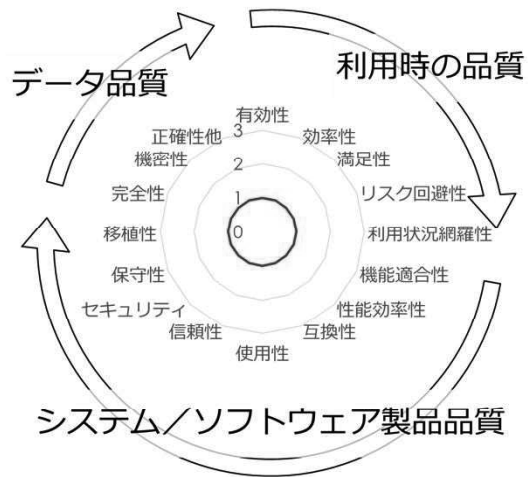 データ品質
利用時の品質
有効性
正確性他
3
効率性
機密性
2
満足性
完全性
1
リスク回避性
移植性
0
利用状況網羅性
保守性
機能適合性
セキュリティ
性能効率性
信頼性
互換性
使用性
システム／ソフトウェア製品品質